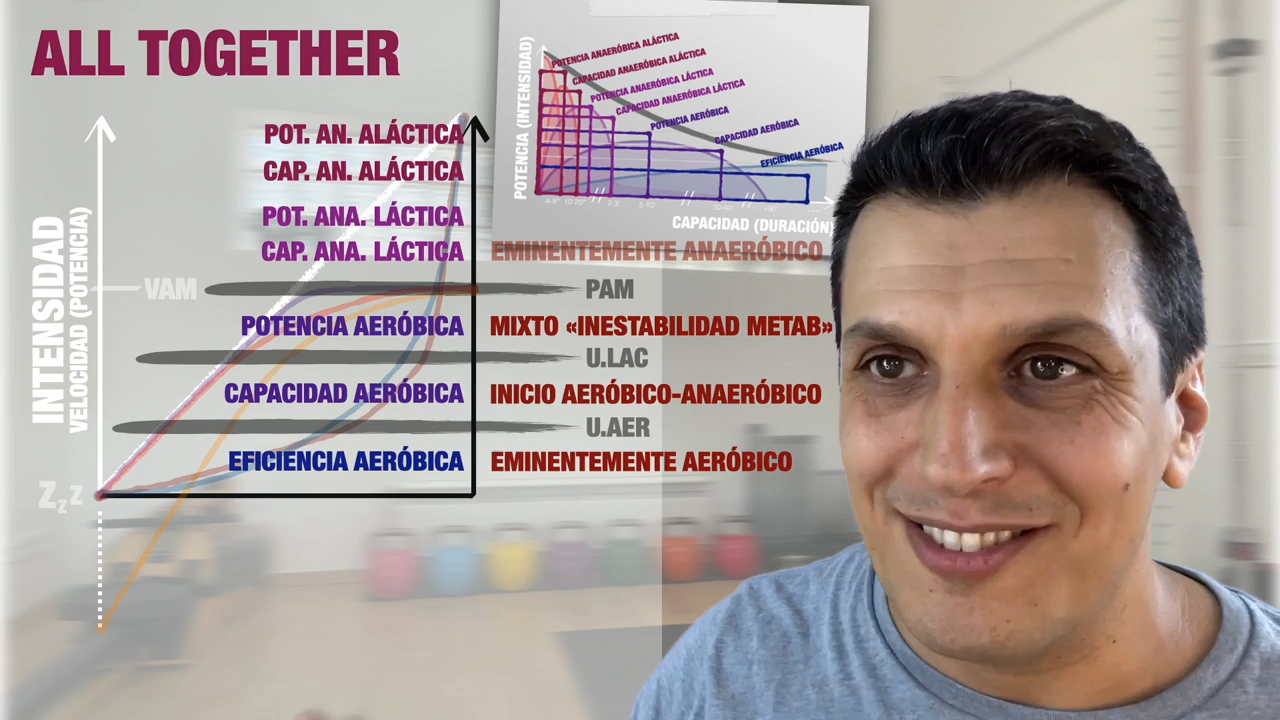 ALL TOGETHER
POTENCIA (INTENSIDAD)
POTENCIA ANAERÓBICA ALÁCTICA
CAPACIDAD ANAERÓBICA ALÁCTICA
POTENCIA ANAERÓBICA LÁCTICA
CAPACIDAD ANAERÓBICA LÁCTICA
POTENCIA AERÓBICA
CAPACIDAD AERÓBICA
EFICIENCIA AERÓBICA
CAPACIDAD (DURACIÓN)
INTENSIDAD
VELOCIDAD (POTENCIA)
POT. AN. ALÁCTICA
CAP. AN. ALÁCTICA
POT. ANA. LÁCTICA
CAP. ANA. LÁCTICA EMINENTEMENTE ANAERÓBICO
VAM PAM
POTENCIA AERÓBICA MIXTO «INESTABILIDAD METAB»
U.LAC
CAPACIDAD AERÓBICA INICIO AERÓBICO-ANAERÓBICO
U.AER
EFICIENCIA AERÓBICA EMINENTEMENTE AERÓBICO
ZzZ